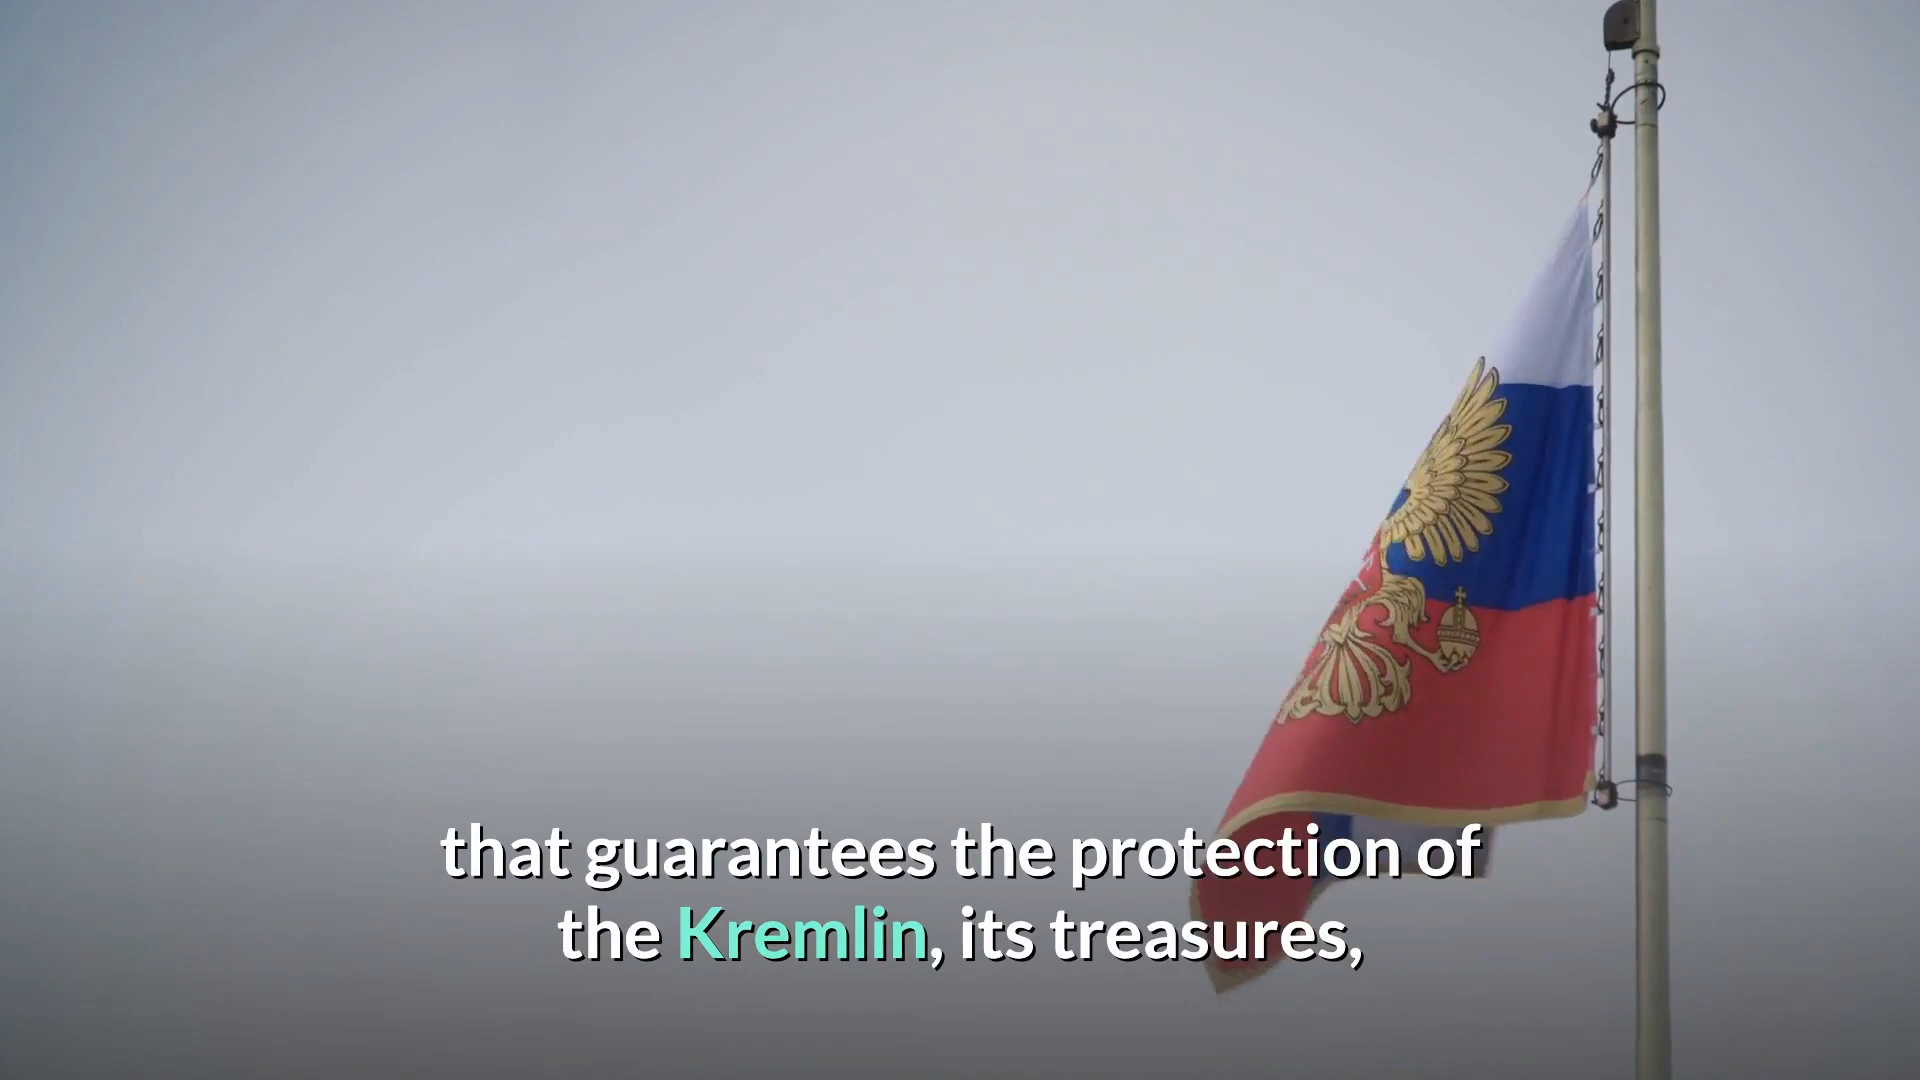 that guarantees the protection of
the Kremlin, its treasures,